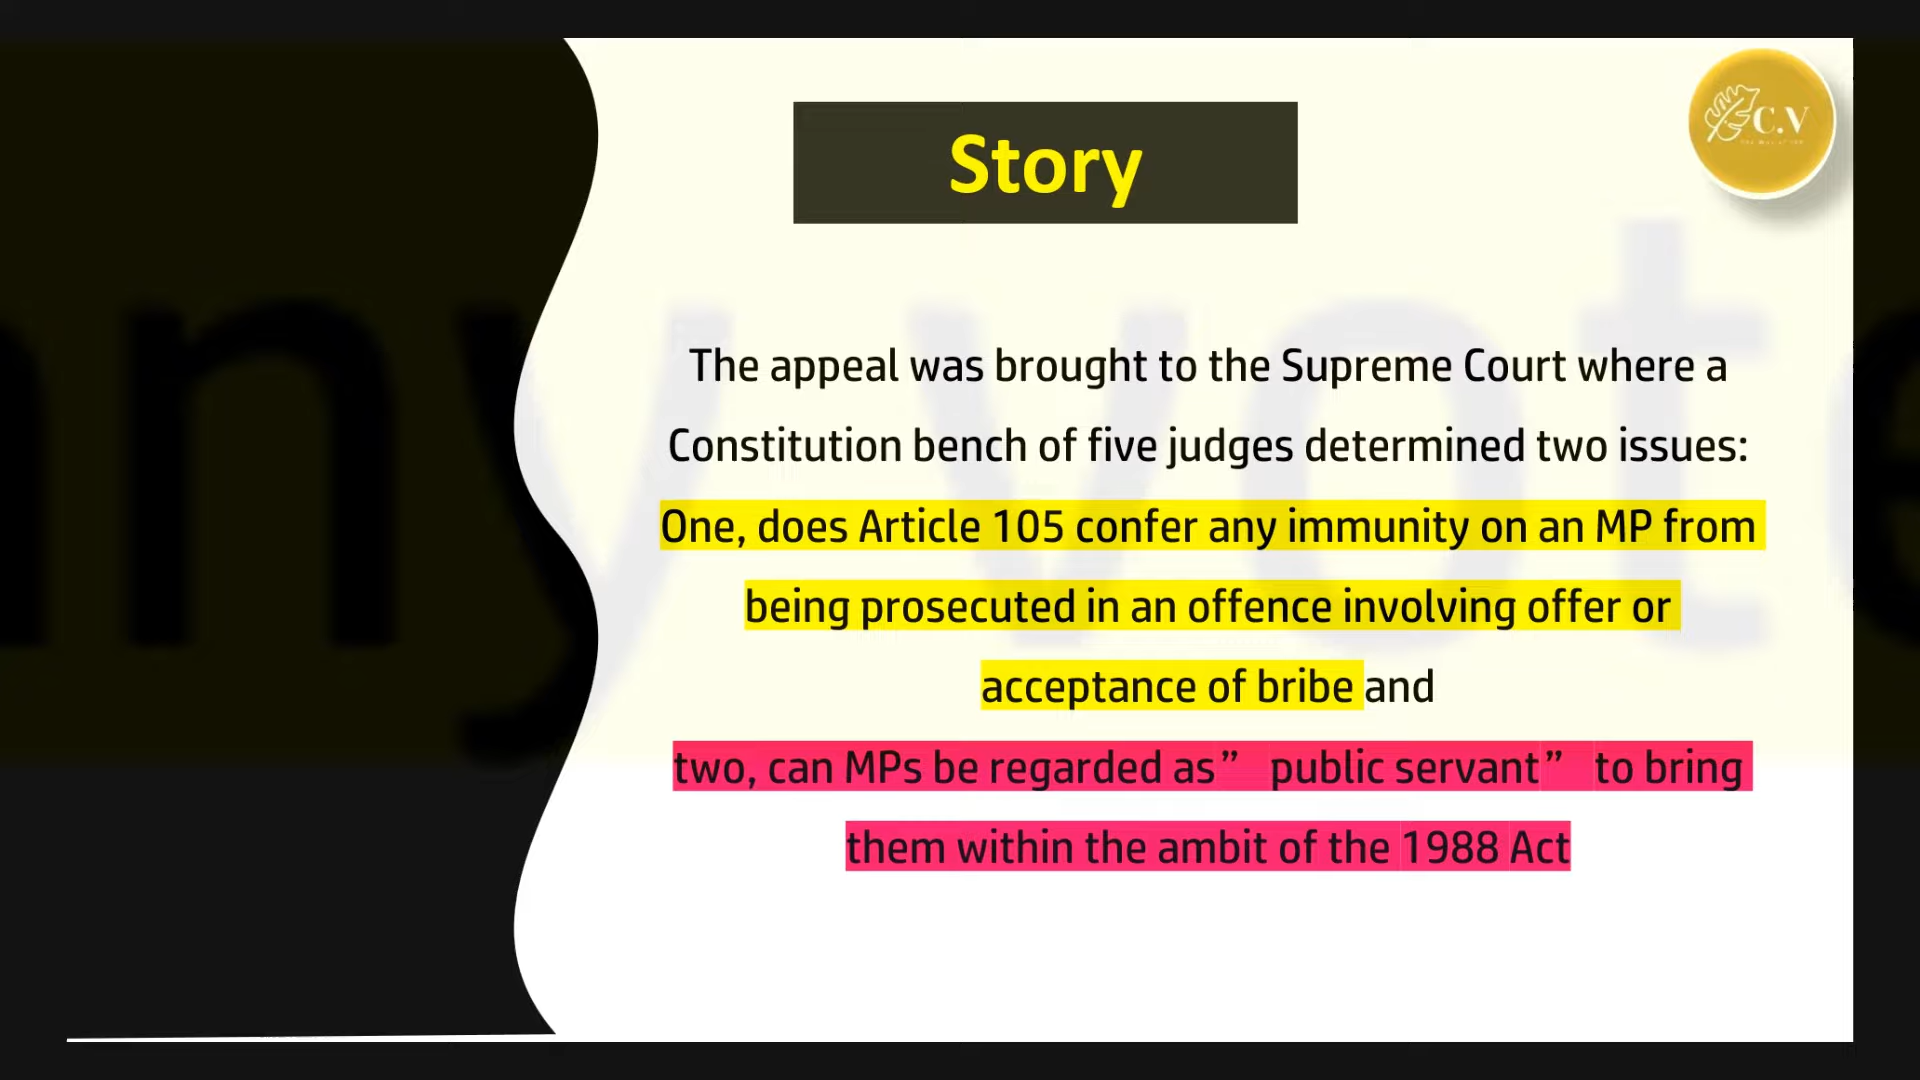 C.V
Story
The appeal was brought to the Supreme Court where a
Constitution bench of five judges determined two issues:
One, does Article 105 confer any immunity on an MP from
being prosecuted in an offence involving offer or
acceptance of bribe and
two, can MPs be regarded as” public servant” to bring
them within the ambit of the 1988 Act
ny vote